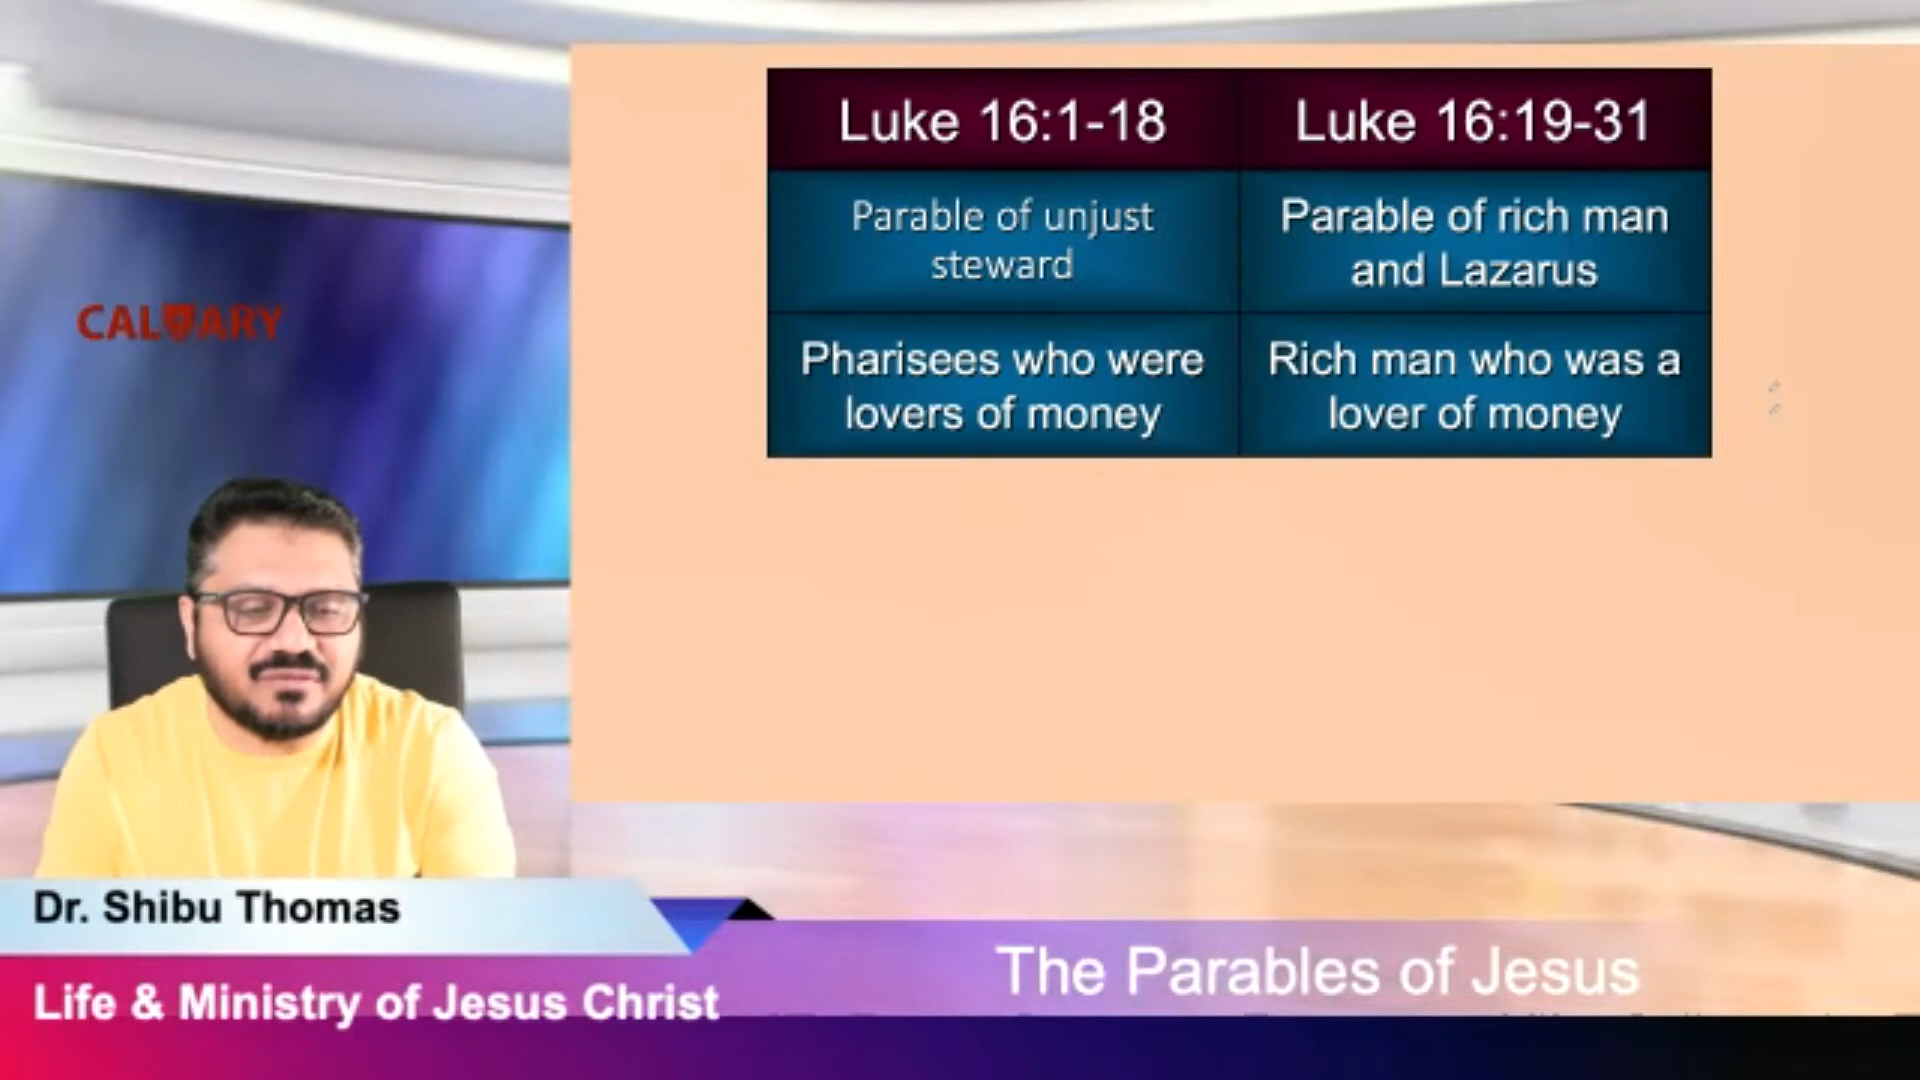 Luke 16:1-18
Luke 16:19-31
Parable of unjust
steward
Parable of rich man
and Lazarus
Pharisees who were
lovers of money
Rich man who was a
lover of money
CALVARY
Dr. Shibu Thomas
Life & Ministry of Jesus Christ
The Parables of Jesus